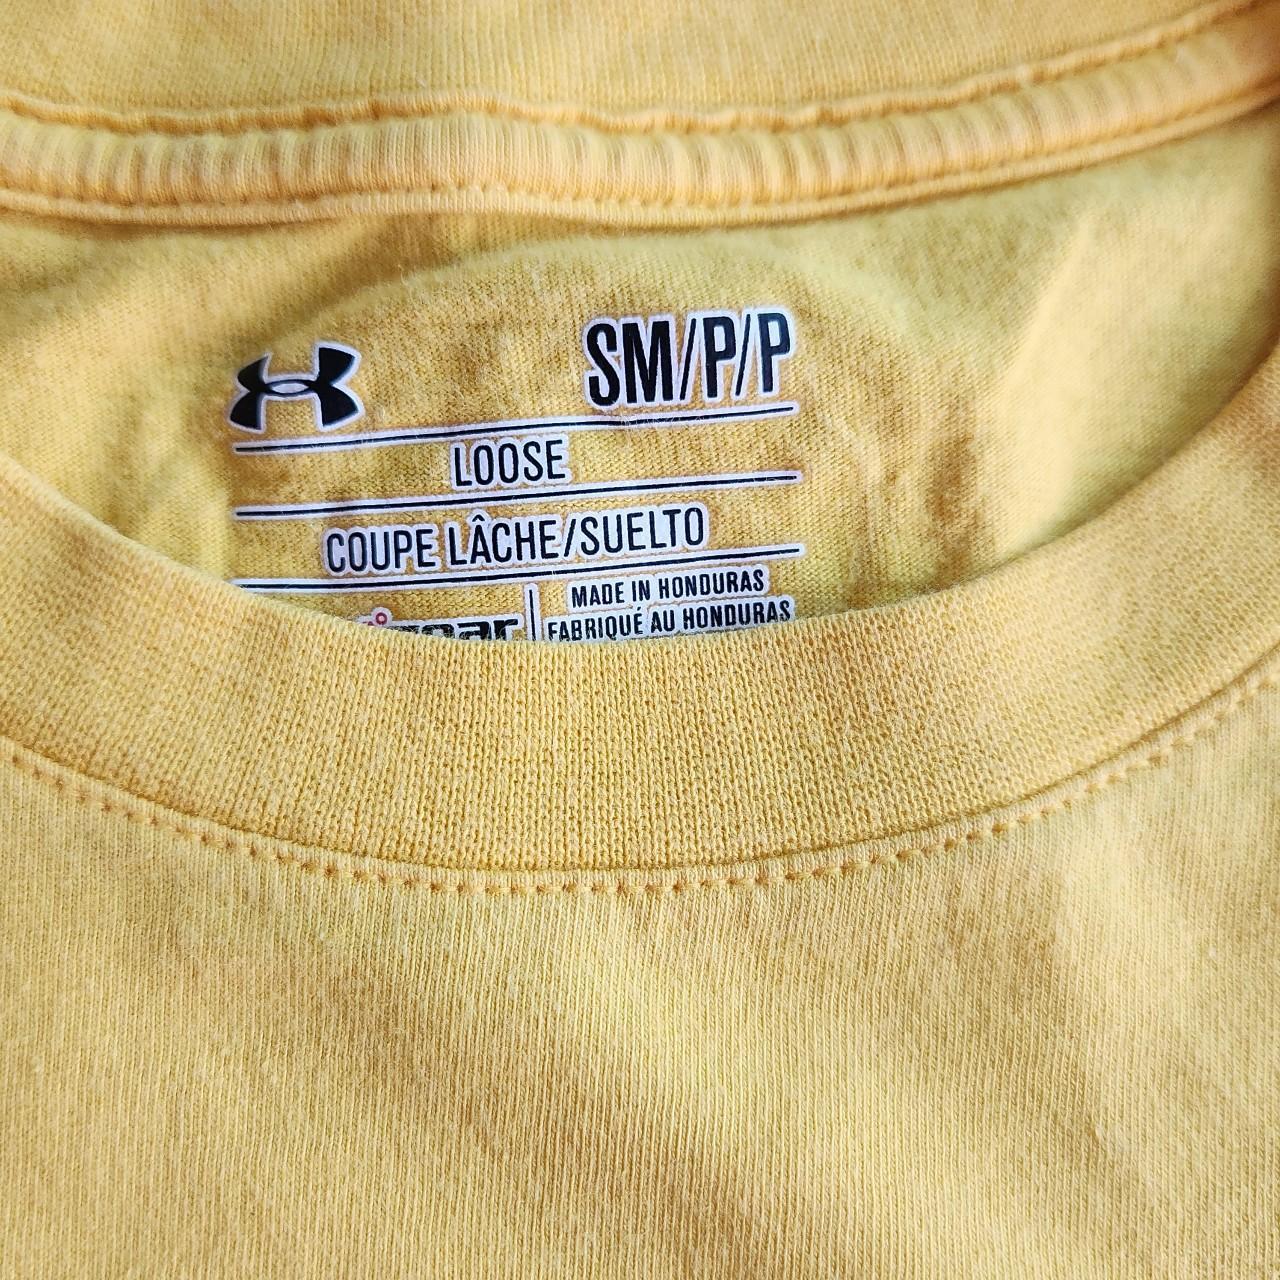 SM/P/P
LOOSE
COUPE LÂCHE/SUELTO
MADE IN HONDURAS
FABRIQUÉ AU HONDURAS